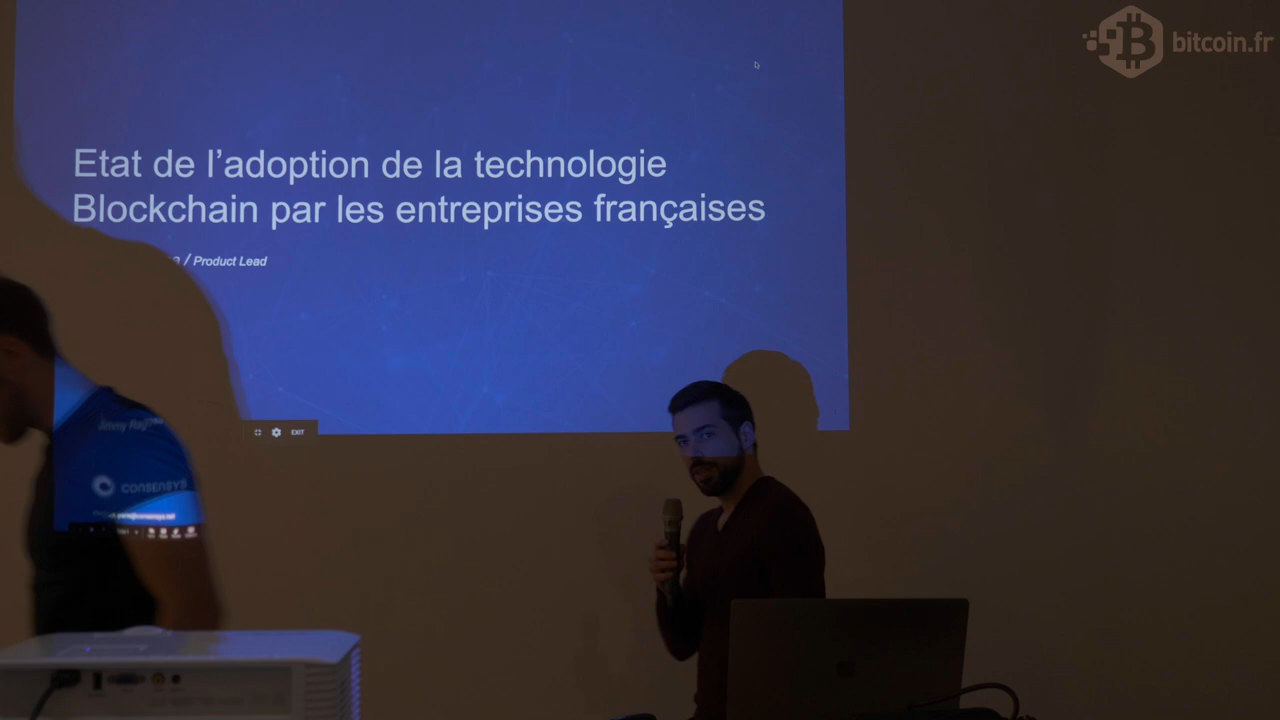 bitcoin.fr
Etat de l'adoption de la technologie
Blockchain par les entreprises françaises
/ Product Lead
EXIT
CONSENSYS